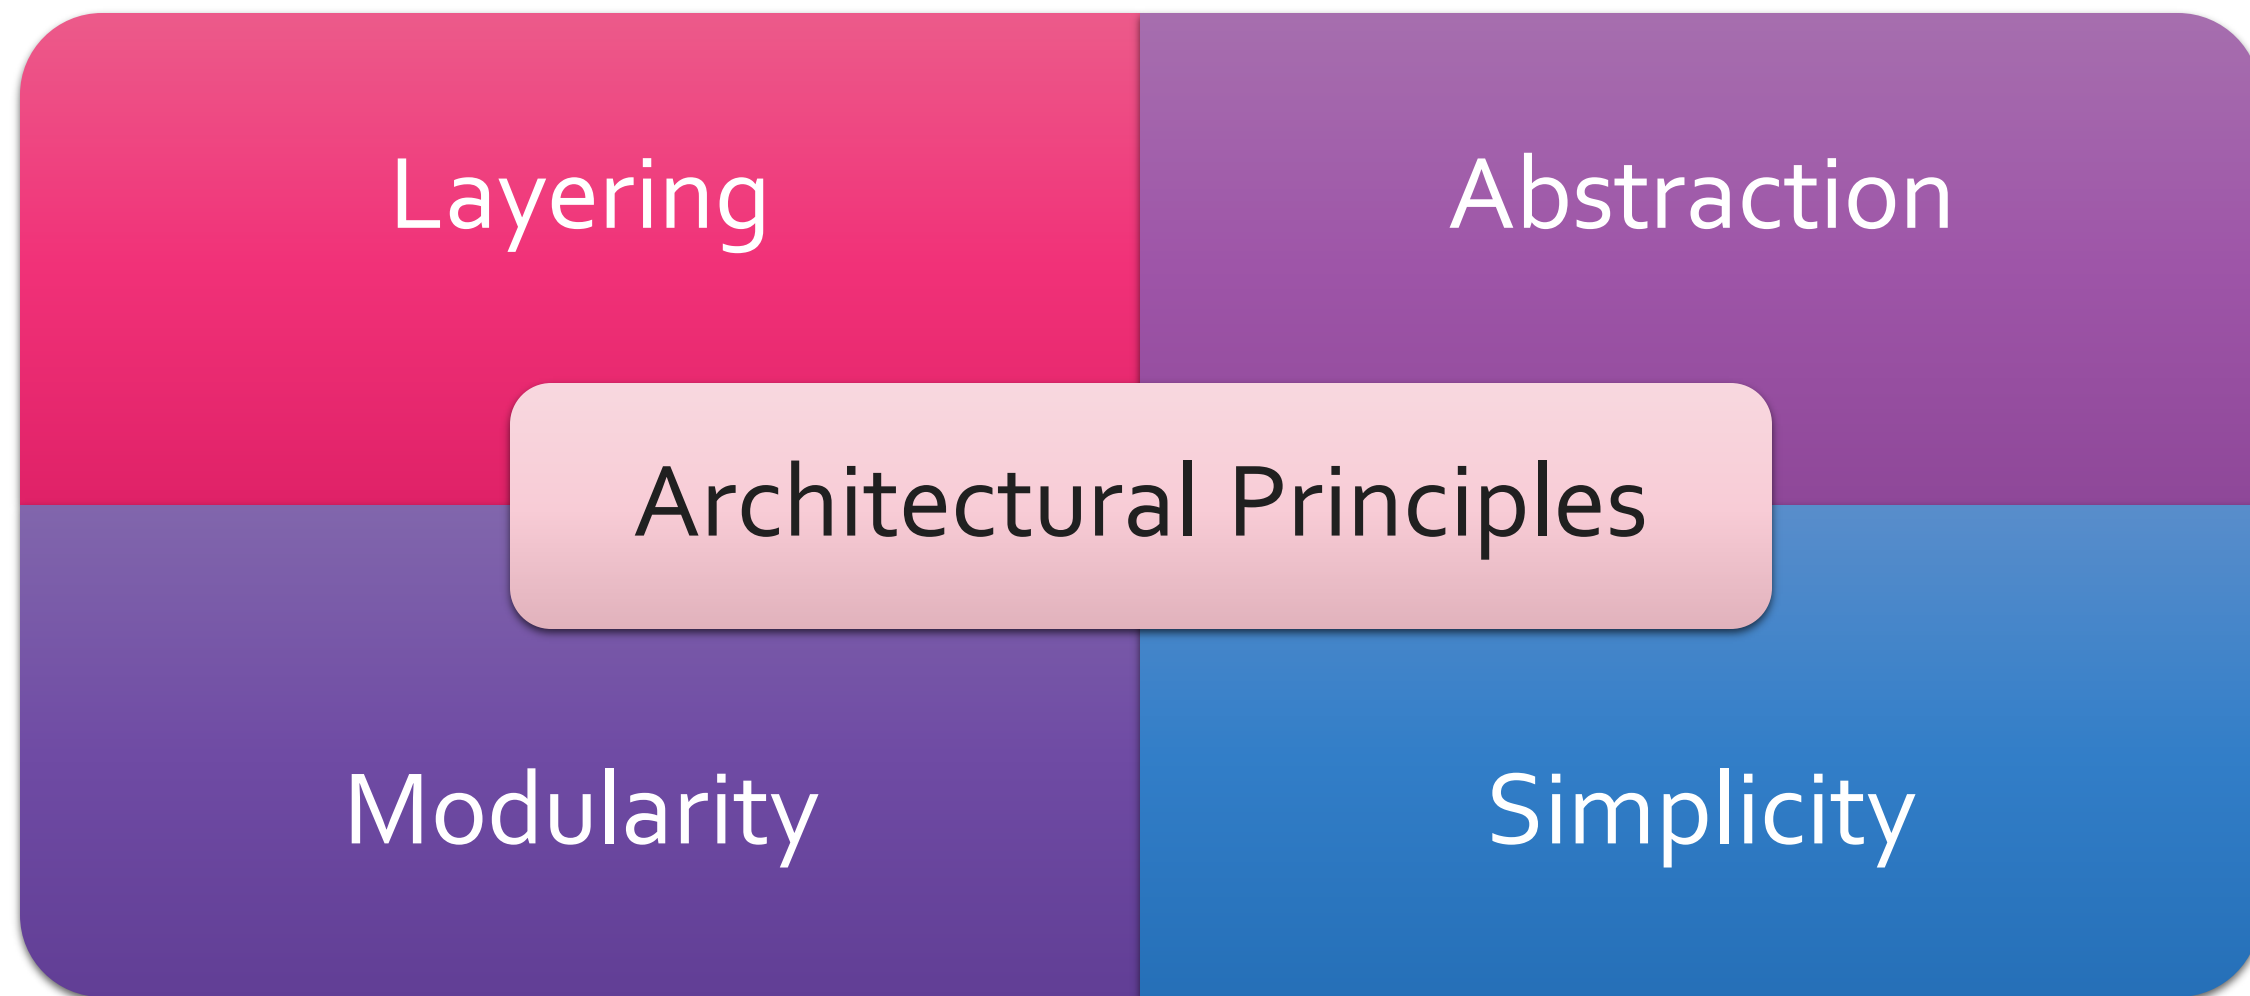 Layering
Abstraction
Architectural Principles
Modularity
Simplicity